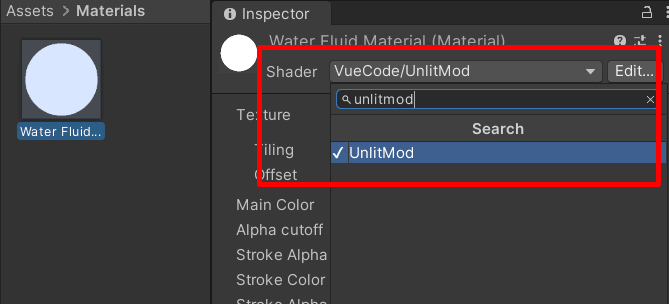 Assets > Materials
Water Fluid...
Inspector
Water Fluid Material (Material)
Shader
VueCode/UnlitMod
Edit...
unlitmod
Search
✓ UnlitMod
Texture
Tiling
Offset
Main Color
Alpha cutoff
Stroke Alpha
Stroke Color
Stroke Alpha